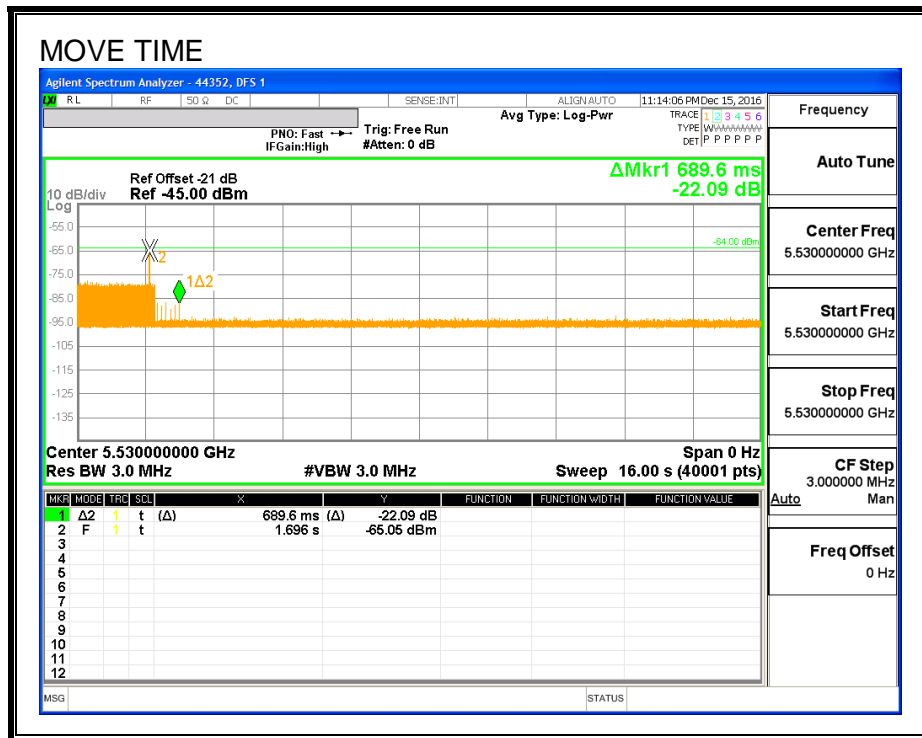 MOVE TIME
Agilent Spectrum Analyzer - 44352, DFS 1
LXI RL RF 50 Ω DC SENSE:INT ALIGN AUTO 11:14:06 PM Dec 15, 2016
Avg Type: Log-Pwr
TRACE 1 2 3 4 5 6
TYPE W
DET P P P P P P
PNO: Fast
IFGain:High
Trig: Free Run
#Atten: 0 dB
ΔMkr1 689.6 ms
-22.09 dB
Ref Offset -21 dB
Ref -45.00 dBm
10 dB/div
Log
-55.0
-65.0
-75.0
-85.0
-95.0
-105
-115
-125
-135
-64.00 dBm
2
1Δ2
Center 5.530000000 GHz
Span 0 Hz
Res BW 3.0 MHz
#VBW 3.0 MHz
Sweep 16.00 s (40001 pts)
MKR MODE TRC SCL X Y FUNCTION FUNCTION WIDTH FUNCTION VALUE
1 Δ2 1 t (Δ) 689.6 ms (Δ) -22.09 dB
2 F 1 t 1.696 s -65.05 dBm
3
4
5
6
7
8
9
10
11
12
MSG
STATUS
Frequency
Auto Tune
Center Freq
5.530000000 GHz
Start Freq
5.530000000 GHz
Stop Freq
5.530000000 GHz
CF Step
3.000000 MHz
Auto Man
Freq Offset
0 Hz